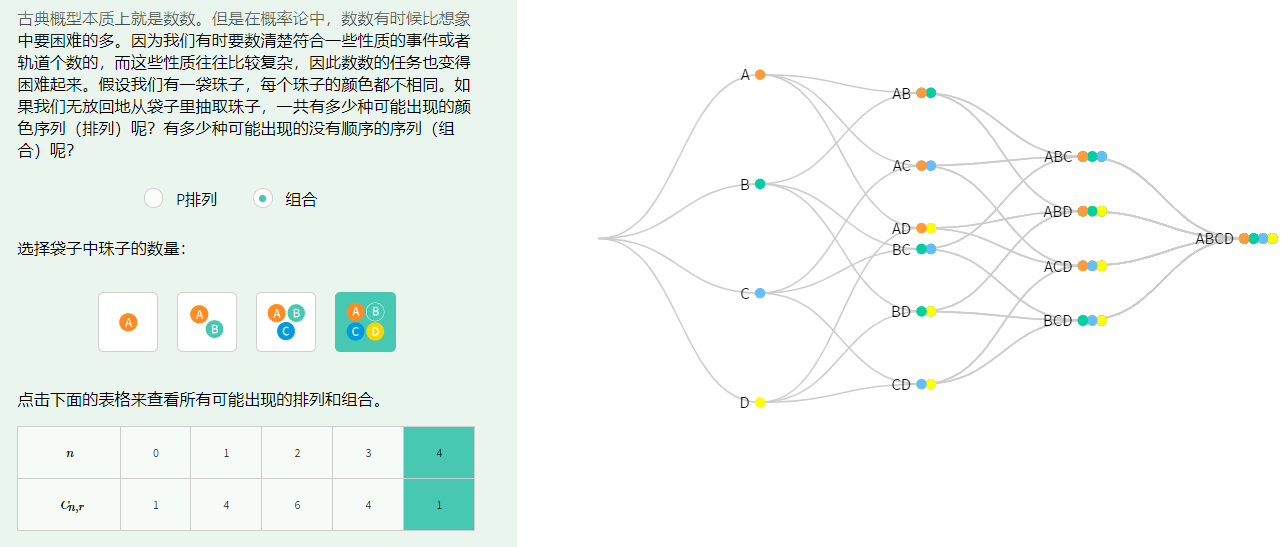 古典概型本质上就是数数。但是在概率论中，数数有时候比想象
中要困难的多。因为我们有时要数清楚符合一些性质的事件或者
轨道个数的，而这些性质往往比较复杂，因此数数的任务也变得
困难起来。假设我们有一袋珠子，每个珠子的颜色都不相同。如
果我们无放回地从袋子里抽取珠子，一共有多少种可能出现的颜
色序列（排列）呢？有多少种可能出现的没有顺序的序列（组
合）呢？
P排列 组合
选择袋子中珠子的数量：
A
A B
A B C
A B C D
点击下面的表格来查看所有可能出现的排列和组合。
n 0 1 2 3 4
Cn,r 1 4 6 4 1
A
B
C
D
AB
AC
AD
BC
BD
CD
ABC
ABD
ACD
BCD
ABCD